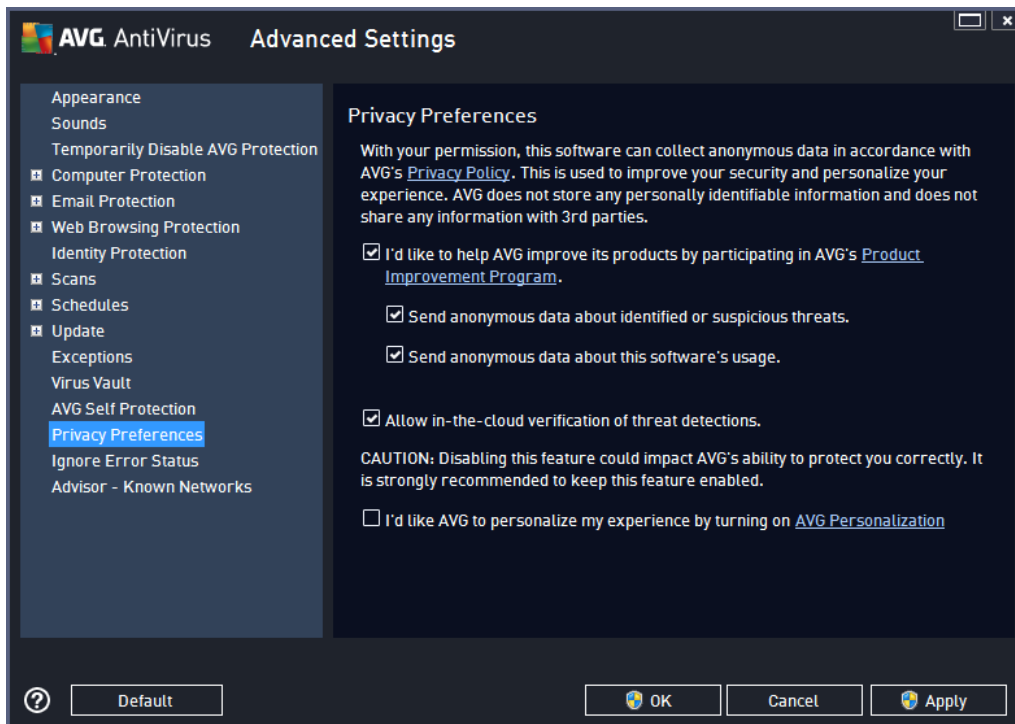 AVG AntiVirus Advanced Settings
Appearance
Sounds
Temporarily Disable AVG Protection
Computer Protection
Email Protection
Web Browsing Protection
Identity Protection
Scans
Schedules
Update
Exceptions
Virus Vault
AVG Self Protection
Privacy Preferences
Ignore Error Status
Advisor - Known Networks
Privacy Preferences
With your permission, this software can collect anonymous data in accordance with
AVG's Privacy Policy. This is used to improve your security and personalize your
experience. AVG does not store any personally identifiable information and does not
share any information with 3rd parties.
I'd like to help AVG improve its products by participating in AVG's Product
Improvement Program.
Send anonymous data about identified or suspicious threats.
Send anonymous data about this software's usage.
Allow in-the-cloud verification of threat detections.
CAUTION: Disabling this feature could impact AVG's ability to protect you correctly. It
is strongly recommended to keep this feature enabled.
I'd like AVG to personalize my experience by turning on AVG Personalization
? Default OK Cancel Apply